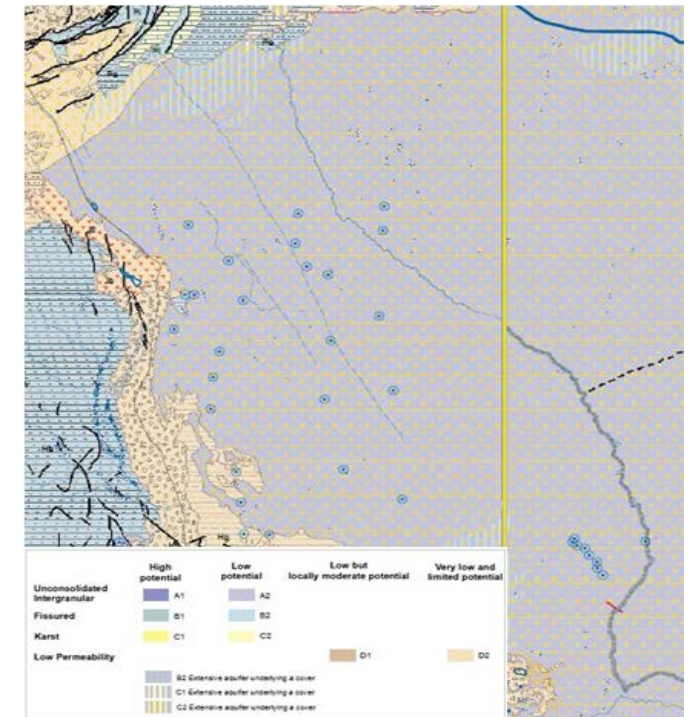 High potential Low potential Low but locally moderate potential Very low and limited potential
Unconsolidated Intergranular A1 A2
Fissured B1 B2
Karst C1 C2
Low Permeability D1 D2
B2 Extensive aquifer underlying a cover
C1 Extensive aquifer underlying a cover
C2 Extensive aquifer underlying a cover